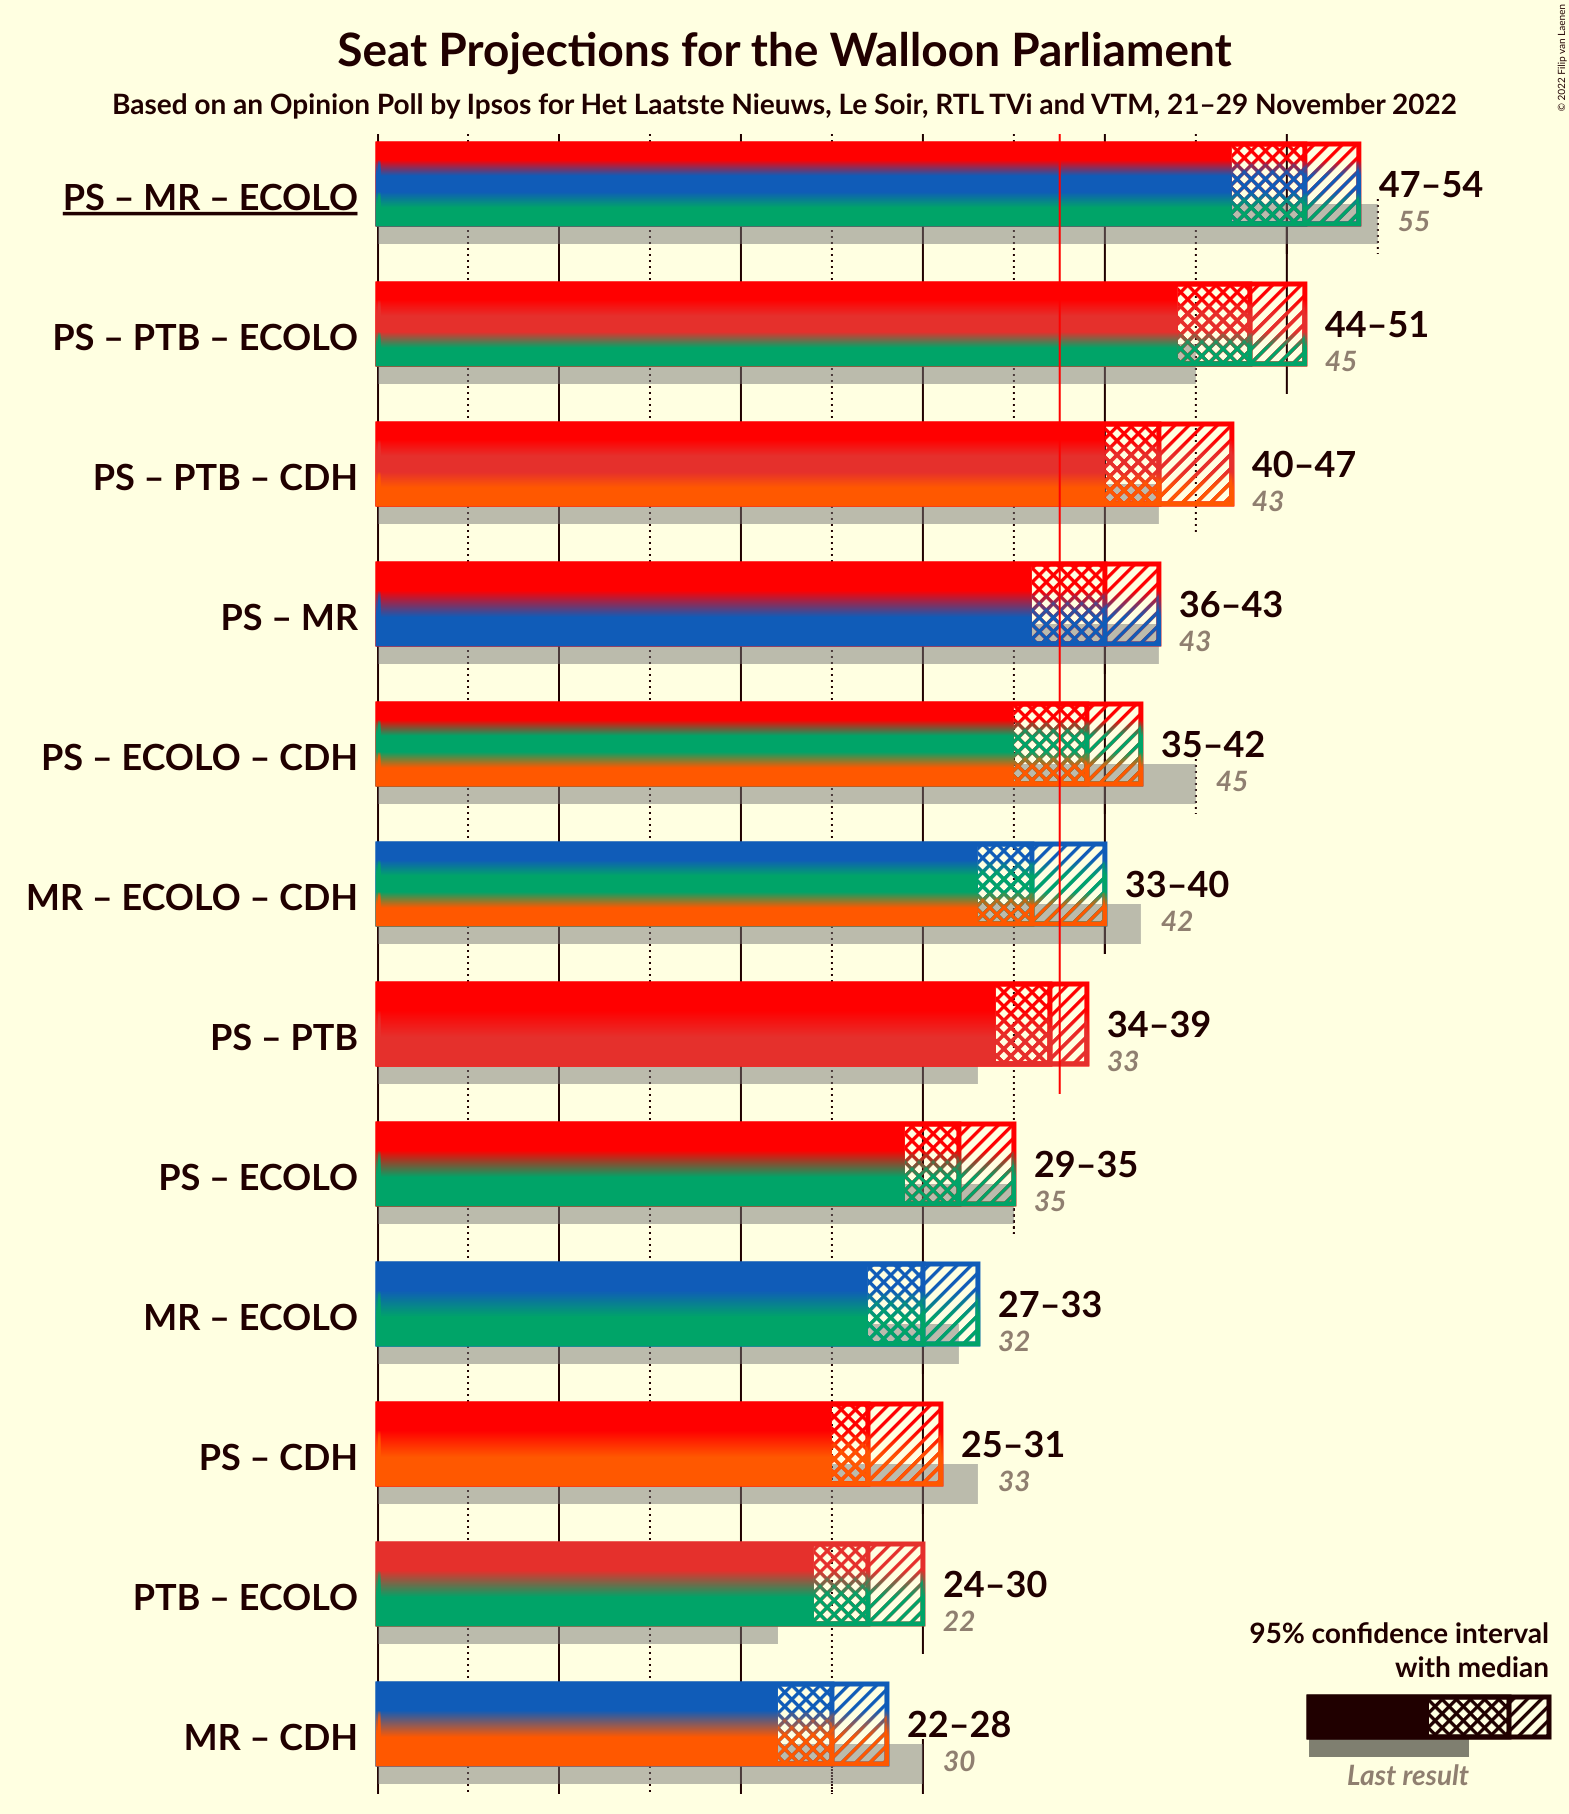 Seat Projections for the Walloon Parliament
Based on an Opinion Poll by Ipsos for Het Laatste Nieuws, Le Soir, RTL TVi and VTM, 21–29 November 2022
© 2022 Filip van Laenen
PS – MR – ECOLO
47–54
55
PS – PTB – ECOLO
44–51
45
PS – PTB – CDH
40–47
43
PS – MR
36–43
43
PS – ECOLO – CDH
35–42
45
MR – ECOLO – CDH
33–40
42
PS – PTB
34–39
33
PS – ECOLO
29–35
35
MR – ECOLO
27–33
32
PS – CDH
25–31
33
PTB – ECOLO
24–30
22
MR – CDH
22–28
30
95% confidence interval
with median
Last result